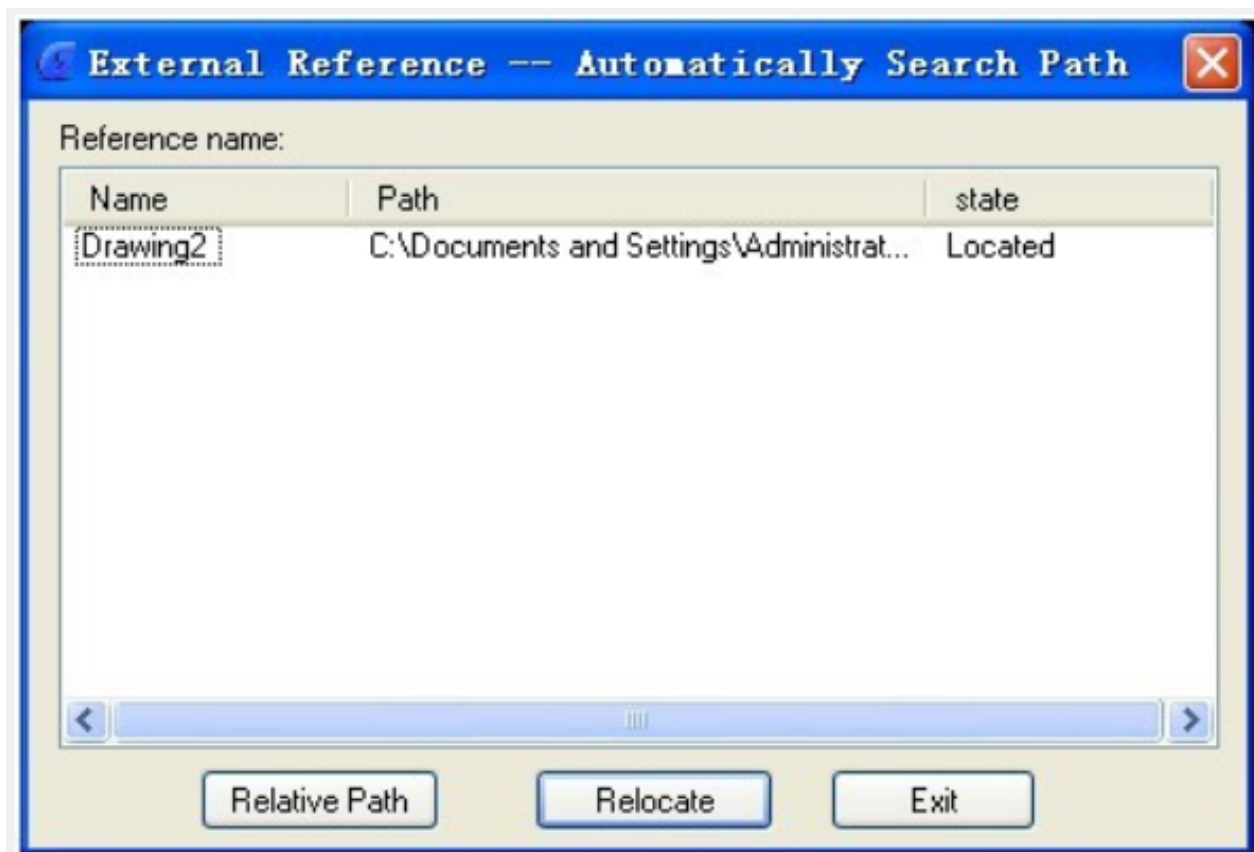 External Reference -- Automatically Search Path
Reference name:
Name Path state
Drawing2 C:\Documents and Settings\Administrat... Located
Relative Path Relocate Exit